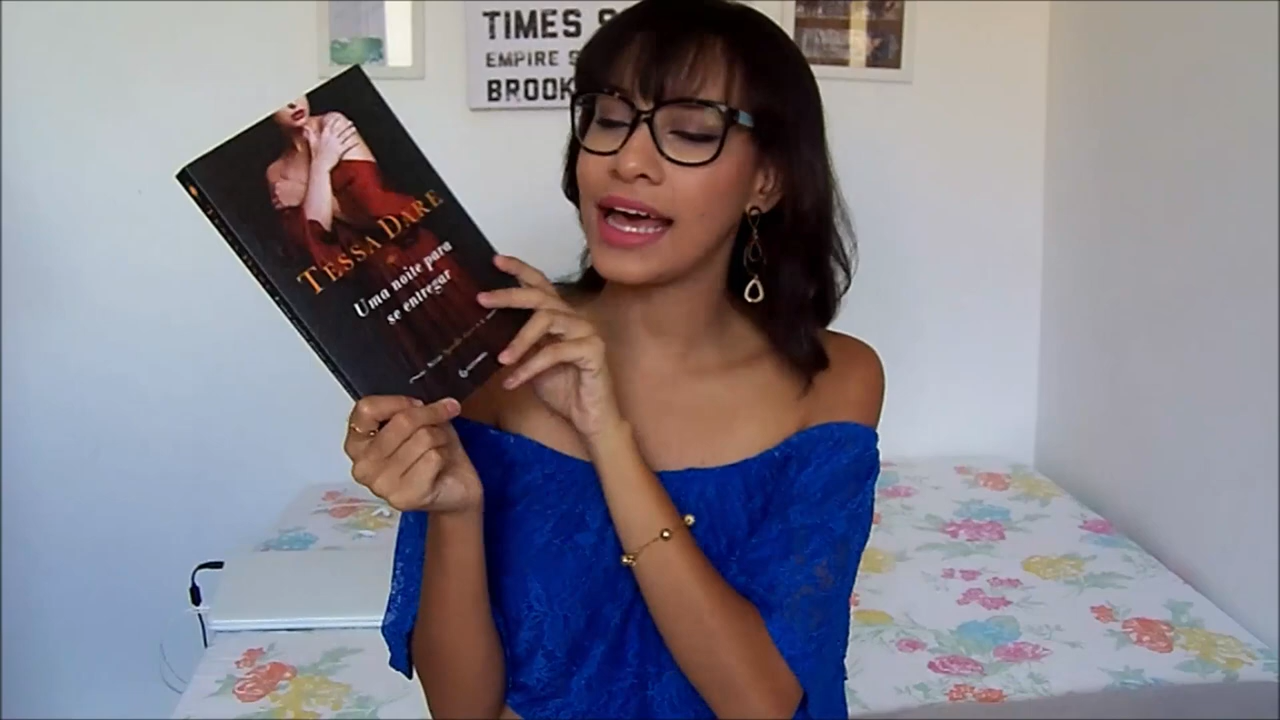 TIMES S
EMPIRE S
BROOK
TESSA DARE
Uma noite para
se entregar